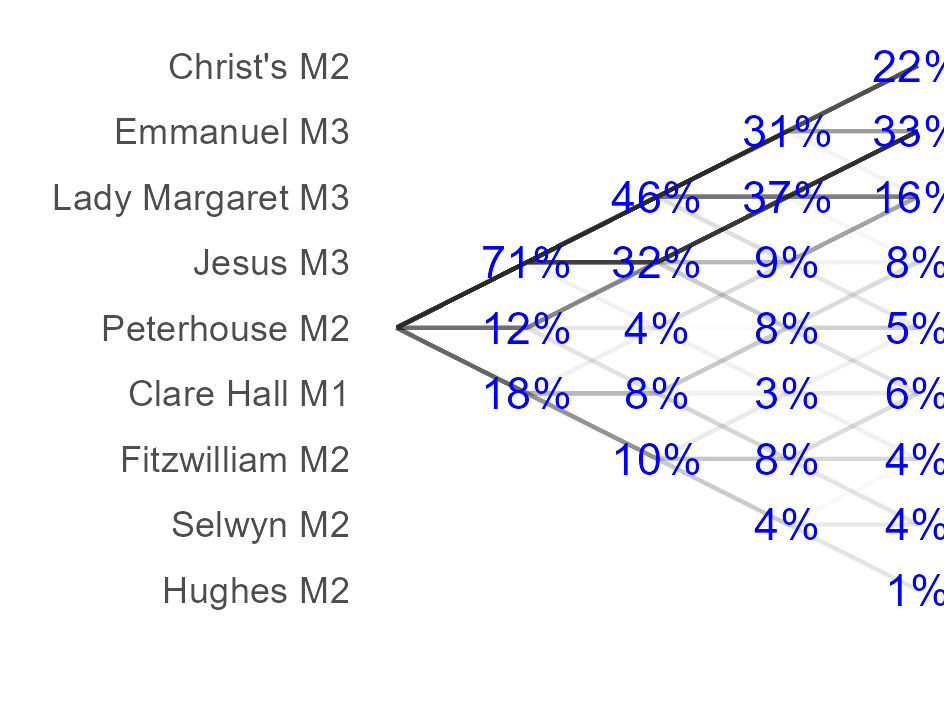 Christ's M2 22%
Emmanuel M3 31% 33%
Lady Margaret M3 46% 37% 16%
Jesus M3 71% 32% 9% 8%
Peterhouse M2 12% 4% 8% 5%
Clare Hall M1 18% 8% 3% 6%
Fitzwilliam M2 10% 8% 4%
Selwyn M2 4% 4%
Hughes M2 1%